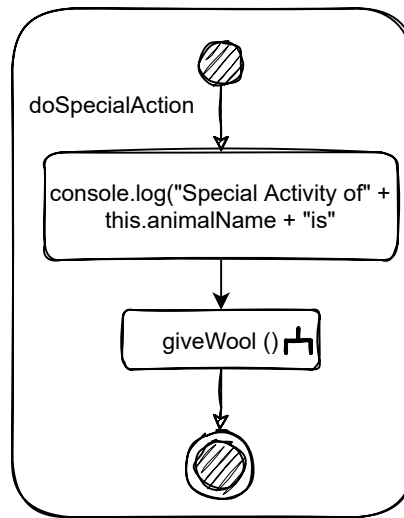 doSpecialAction
console.log("Special Activity of" +
this.animalName + "is"
giveWool ()